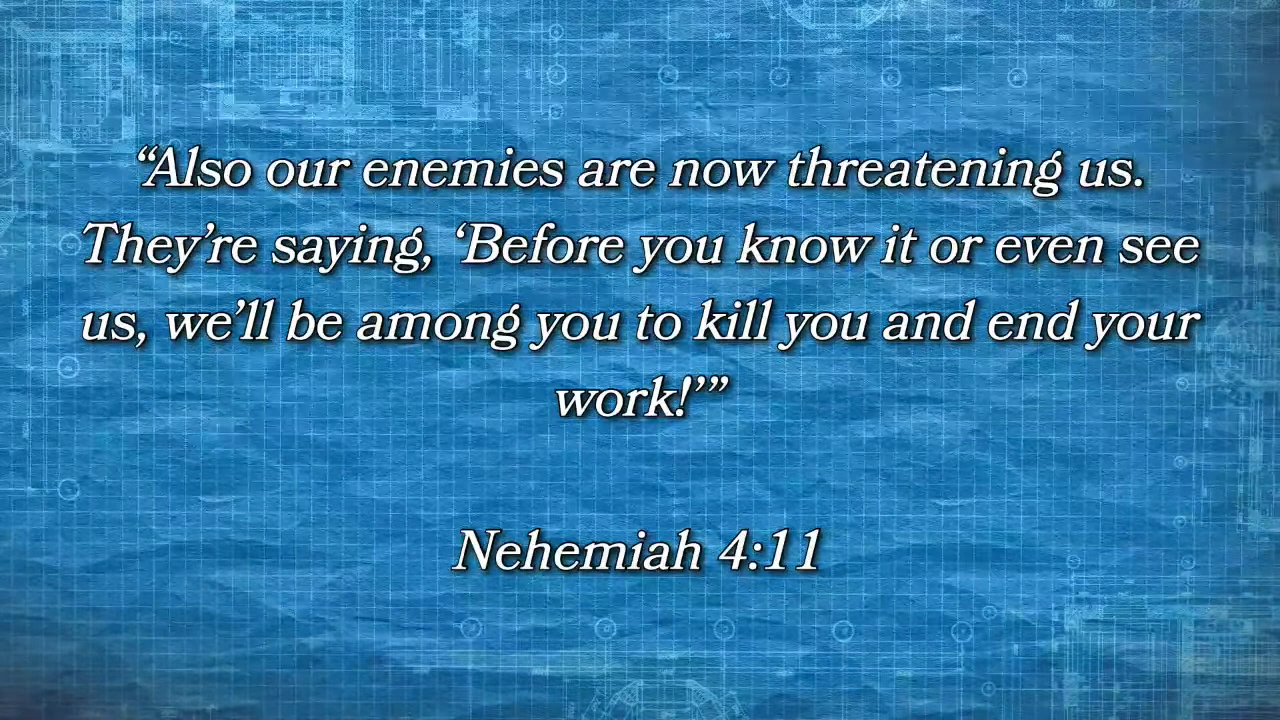 “Also our enemies are now threatening us.
They’re saying, ‘Before you know it or even see
us, we’ll be among you to kill you and end your
work!’”
Nehemiah 4:11